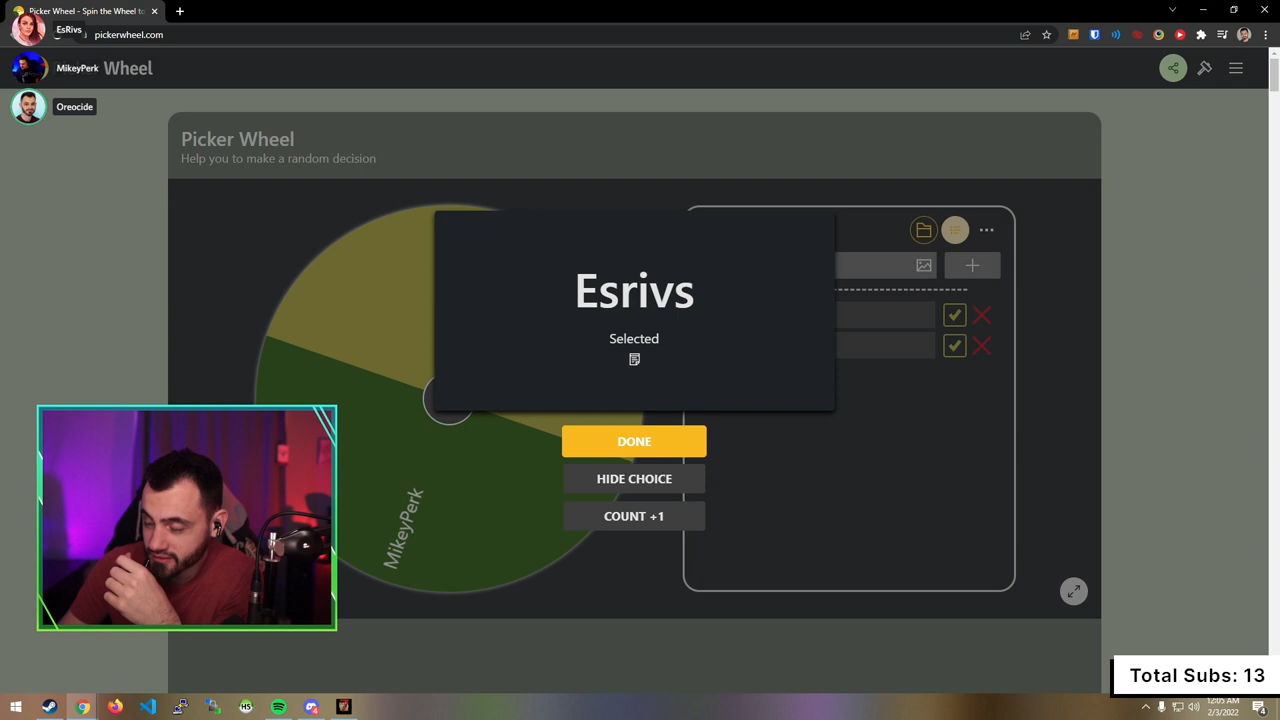 Picker Wheel - Spin the Wheel to
EsRivs
pickerwheel.com
MikeyPerk
Wheel
Oreocide
Picker Wheel
Help you to make a random decision
Esrivs
Selected
DONE
HIDE CHOICE
COUNT +1
MikeyPerk
Total Subs: 13
12:05 AM
2/3/2022